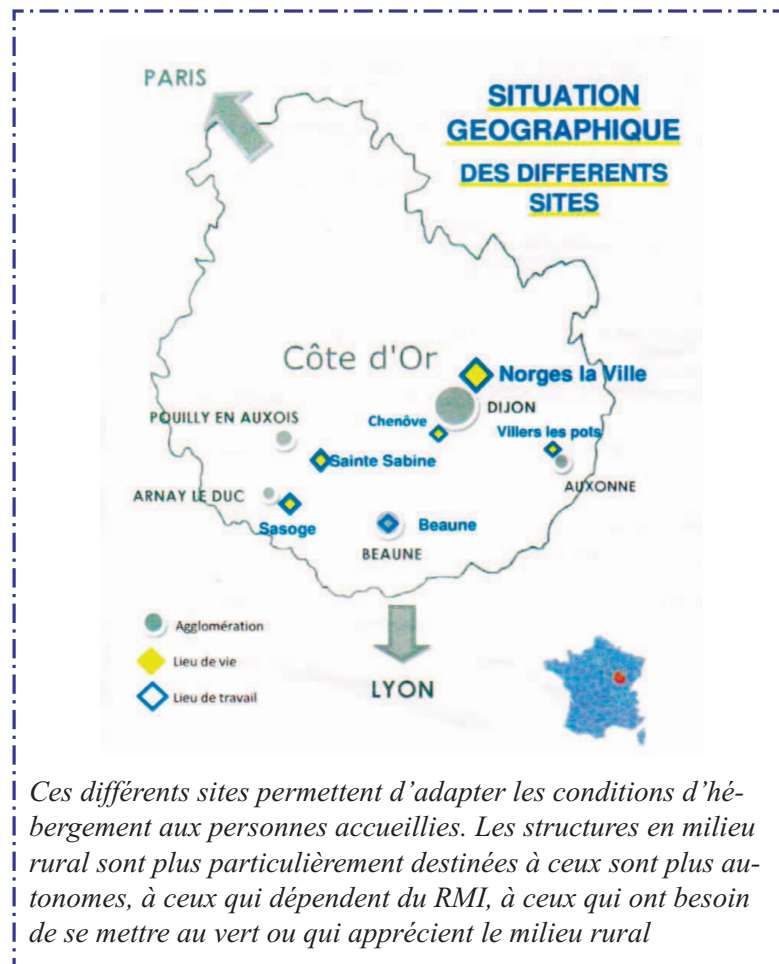 PARIS
SITUATION
GEOGRAPHIQUE
DES DIFFERENTS
SITES
Côte d'Or
Norges la Ville
DIJON
POUILLY EN AUXOIS
Chenôve
Villers les pots
Sainte Sabine
AUXONNE
ARNAY LE DUC
Sasoge
Beaune
BEAUNE
Agglomération
Lieu de vie
LYON
Lieu de travail
Ces différents sites permettent d'adapter les conditions d'hé-
bergement aux personnes accueillies. Les structures en milieu
rural sont plus particulièrement destinées à ceux sont plus au-
tonomes, à ceux qui dépendent du RMI, à ceux qui ont besoin
de se mettre au vert ou qui apprécient le milieu rural